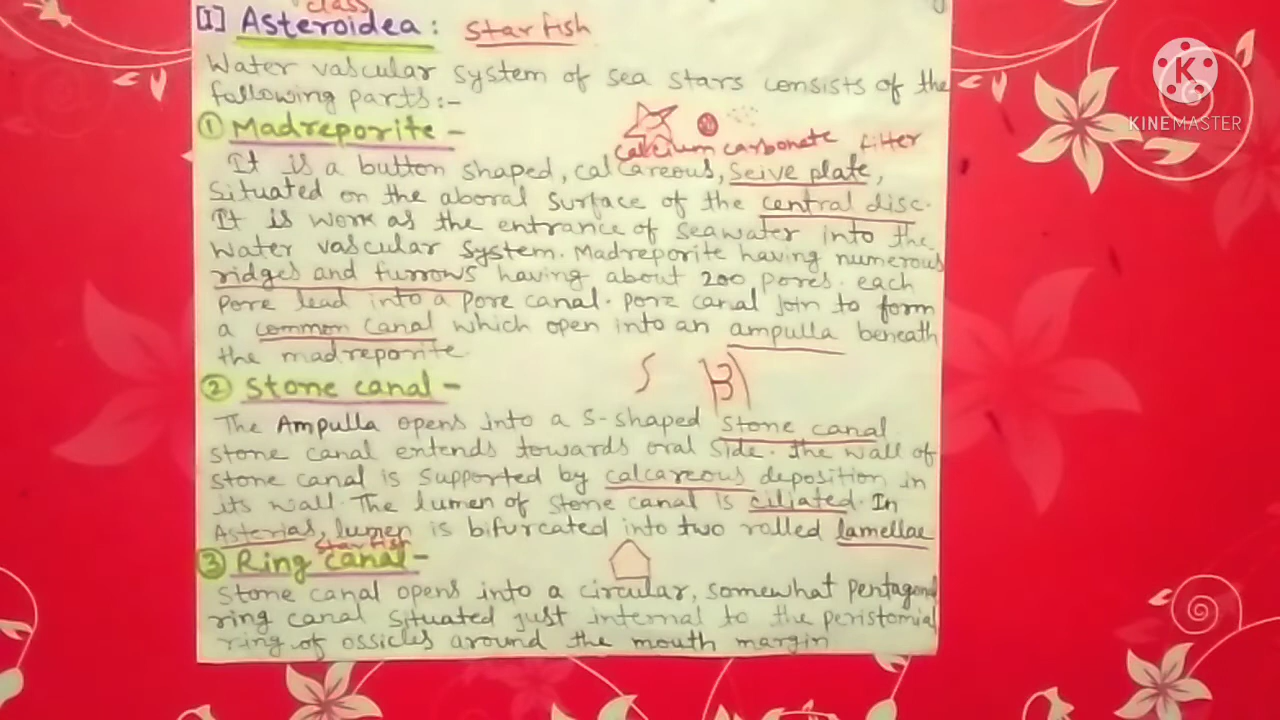 class
[I] Asteroidea: Starfish
Water vascular system of sea stars consists of the
following parts:-
① Madreporite -
calcium carbonate filter
It is a button shaped, calcareous, seive plate,
Situated on the aboral surface of the central disc.
It is work as the entrance of seawater into the
water vascular system. Madreporite having numerous
ridges and furrows having about 200 pores. each
pore lead into a pore canal. pore canal join to form
a common canal which open into an ampulla beneath
the madreporite.
② Stone canal -
The Ampulla opens into a S-shaped stone canal
stone canal extends towards oral side. The wall of
stone canal is supported by calcareous deposition in
its wall. The lumen of stone canal is ciliated. In
Asterias, lumen is bifurcated into two rolled lamellae
starfish
③ Ring canal -
Stone canal opens into a circular, somewhat pentagonal
ring canal situated just internal to the peristomial
ring of ossicles around the mouth margin
K
KINEMASTER